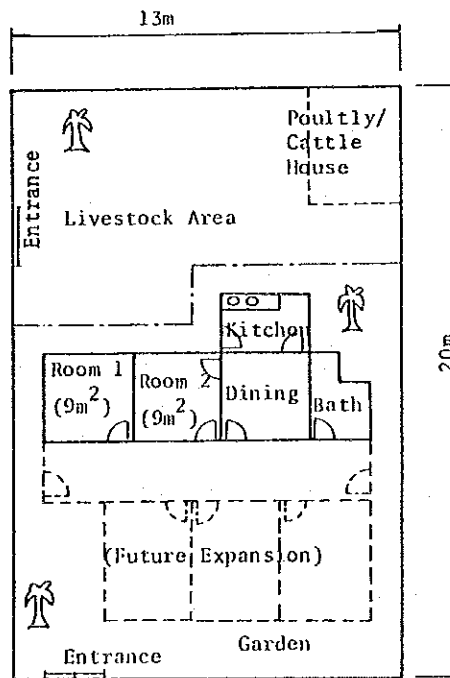 13m
Poultly/
Cattle
House
Entrance
Livestock Area
20m
Kitchen
Room 1
(9m²)
Room 2
(9m²)
Dining
Bath
(Future Expansion)
Garden
Entrance